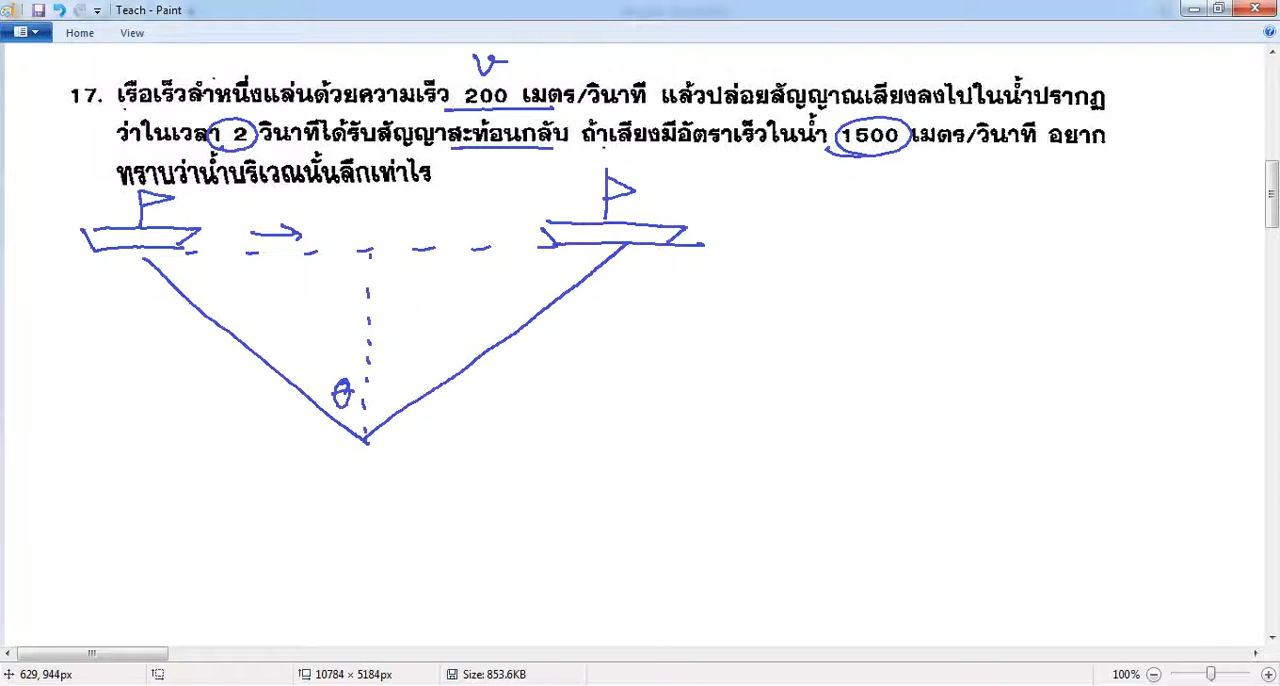 Teach - Paint
Home View
v
17. เรือเร็วลำหนึ่งแล่นด้วยความเร็ว 200 เมตร/วินาที แล้วปล่อยสัญญาณเสียงลงไปในน้ำปรากฏ
ว่าในเวลา 2 วินาทีได้รับสัญญาสะท้อนกลับ ถ้าเสียงมีอัตราเร็วในน้ำ 1500 เมตร/วินาที อยาก
ทราบว่าน้ำบริเวณนั้นลึกเท่าไร
θ
629, 944px 10784 × 5184px Size: 853.6KB 100%